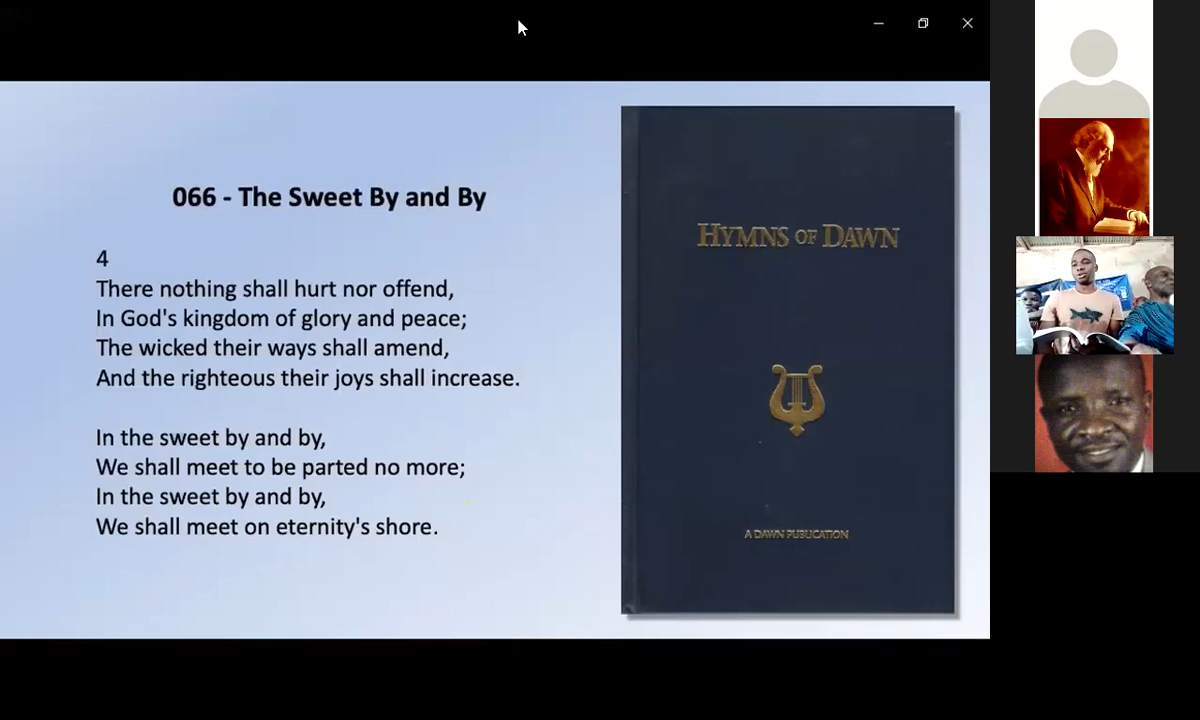 066 - The Sweet By and By
4
There nothing shall hurt nor offend,
In God's kingdom of glory and peace;
The wicked their ways shall amend,
And the righteous their joys shall increase.
In the sweet by and by,
We shall meet to be parted no more;
In the sweet by and by,
We shall meet on eternity's shore.
HYMNS OF DAWN
A DAWN PUBLICATION